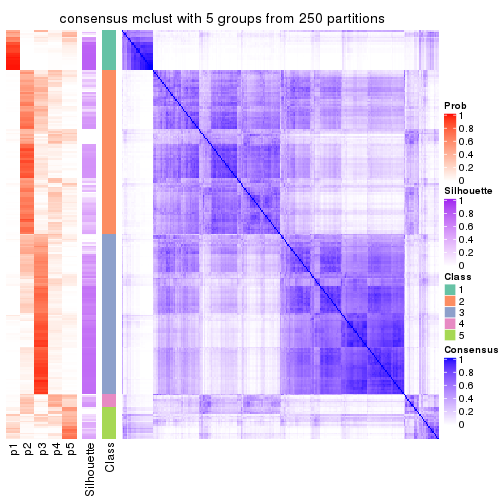 consensus mclust with 5 groups from 250 partitions
Prob
1
0.8
0.6
0.4
0.2
0
Silhouette
1
0.8
0.6
0.4
0.2
0
Class
1
2
3
4
5
Consensus
1
0.8
0.6
0.4
0.2
0
p1
p2
p3
p4
p5
Silhouette
Class